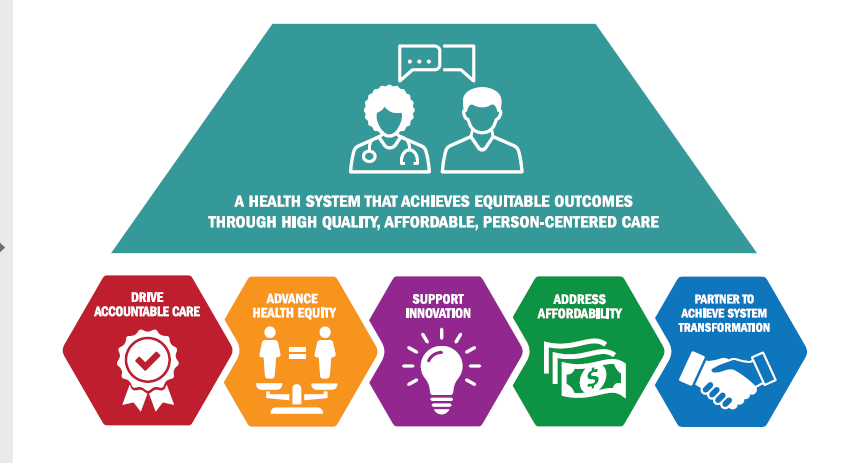 A HEALTH SYSTEM THAT ACHIEVES EQUITABLE OUTCOMES
THROUGH HIGH QUALITY, AFFORDABLE, PERSON-CENTERED CARE
DRIVE
ACCOUNTABLE CARE
ADVANCE
HEALTH EQUITY
=
SUPPORT
INNOVATION
ADDRESS
AFFORDABILITY
$
PARTNER TO
ACHIEVE SYSTEM
TRANSFORMATION